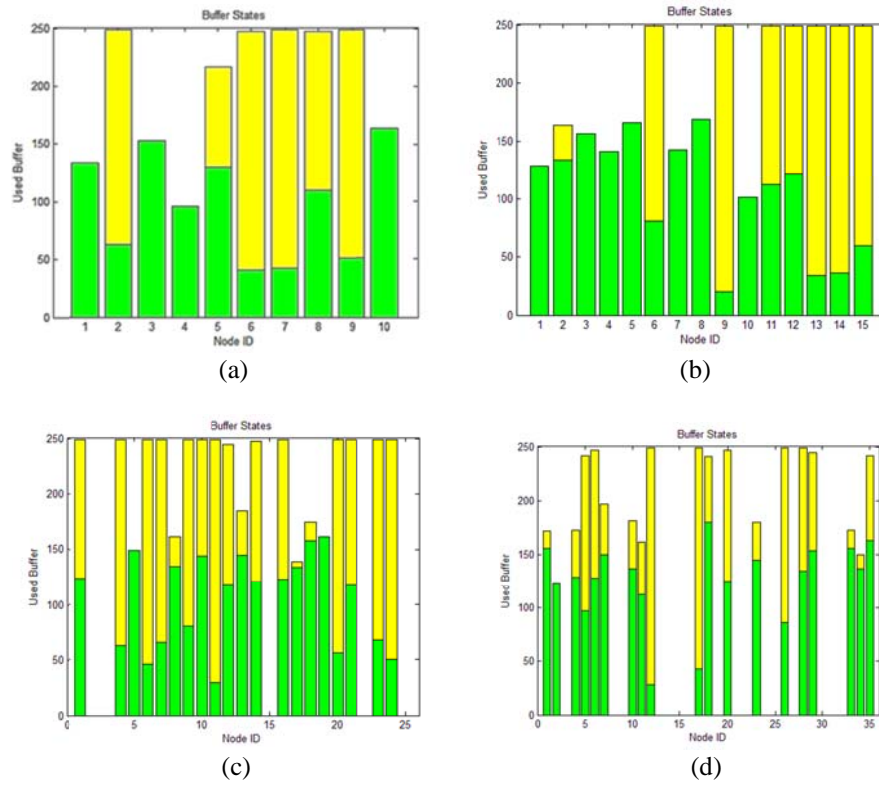 Buffer States
250
200
150
100
50
0
Used Buffer
1 2 3 4 5 6 7 8 9 10
Node ID
(a)
Buffer States
250
200
150
100
50
0
Used Buffer
1 2 3 4 5 6 7 8 9 10 11 12 13 14 15
Node ID
(b)
Buffer States
250
200
150
100
50
0
Used Buffer
0 5 10 15 20 25
Node ID
(c)
Buffer States
250
200
150
100
50
0
Used Buffer
0 5 10 15 20 25 30 35
Node ID
(d)